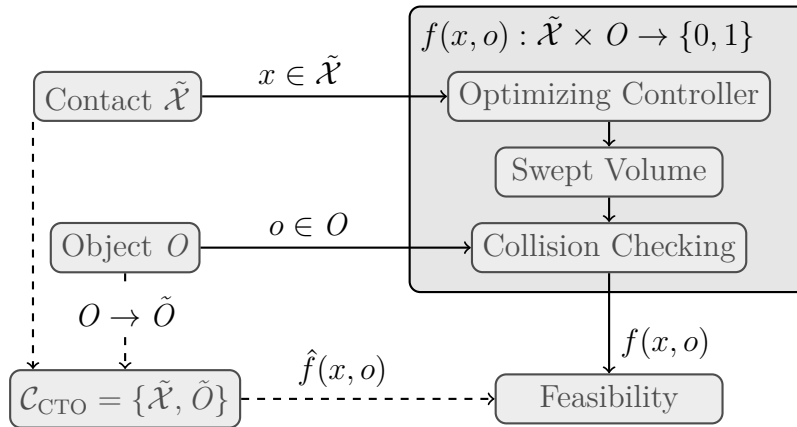 f(x, o) : 𝒳̃ × O → {0, 1}
x ∈ 𝒳̃
Contact 𝒳̃
Optimizing Controller
Swept Volume
o ∈ O
Object O
Collision Checking
O → Õ
f̂(x, o)
f(x, o)
𝒞_CTO = {𝒳̃, Õ}
Feasibility